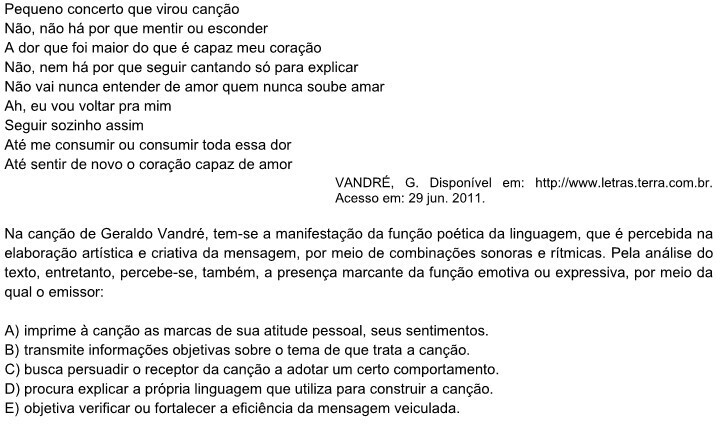 Pequeno concerto que virou canção
Não, não há por que mentir ou esconder
A dor que foi maior do que é capaz meu coração
Não, nem há por que seguir cantando só para explicar
Não vai nunca entender de amor quem nunca soube amar
Ah, eu vou voltar pra mim
Seguir sozinho assim
Até me consumir ou consumir toda essa dor
Até sentir de novo o coração capaz de amor
VANDRÉ, G. Disponível em: http://www.letras.terra.com.br.
Acesso em: 29 jun. 2011.
Na canção de Geraldo Vandré, tem-se a manifestação da função poética da linguagem, que é percebida na
elaboração artística e criativa da mensagem, por meio de combinações sonoras e rítmicas. Pela análise do
texto, entretanto, percebe-se, também, a presença marcante da função emotiva ou expressiva, por meio da
qual o emissor:
A) imprime à canção as marcas de sua atitude pessoal, seus sentimentos.
B) transmite informações objetivas sobre o tema de que trata a canção.
C) busca persuadir o receptor da canção a adotar um certo comportamento.
D) procura explicar a própria linguagem que utiliza para construir a canção.
E) objetiva verificar ou fortalecer a eficiência da mensagem veiculada.